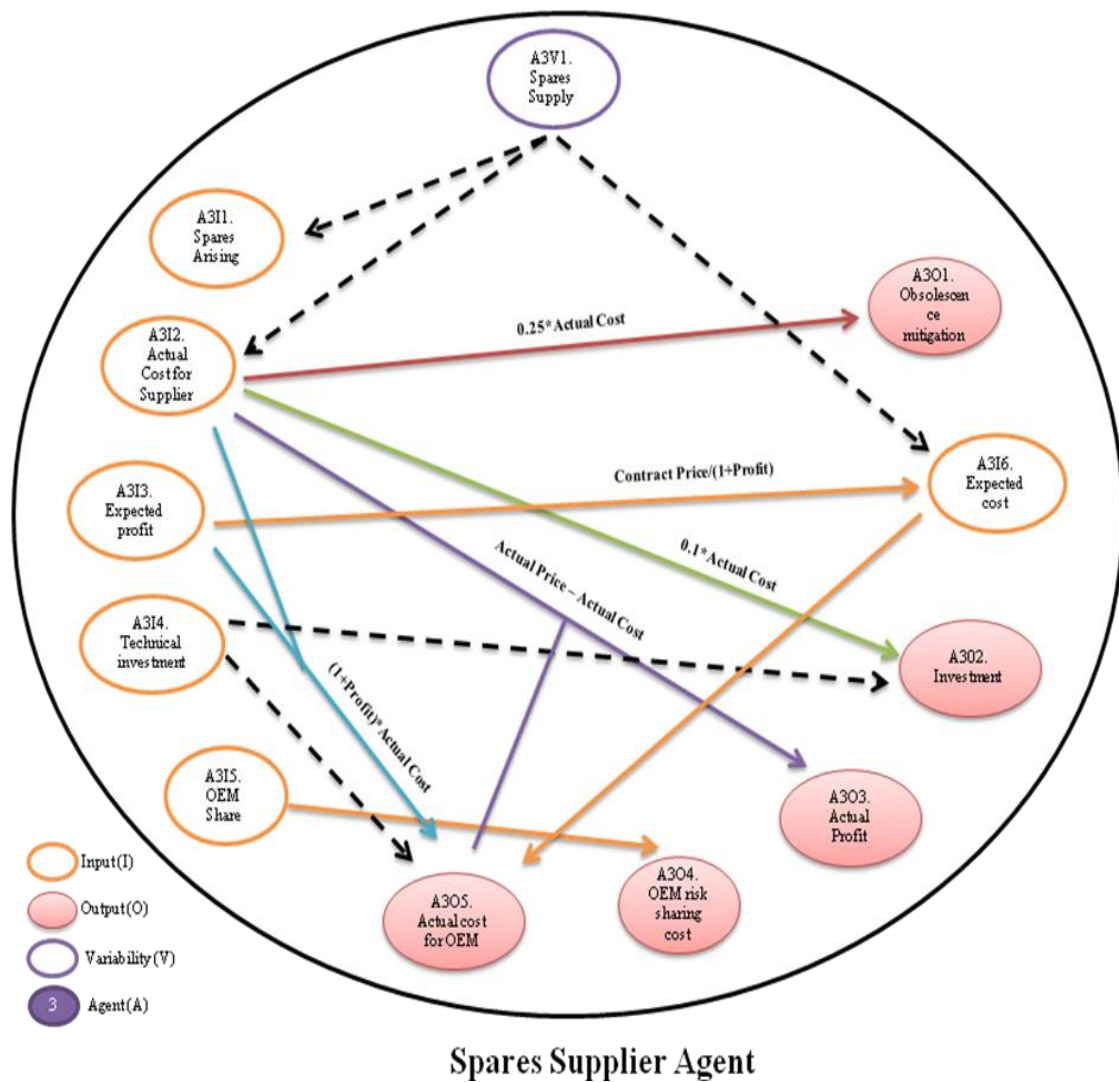 A3V1.
Spares
Supply
A3I1.
Spares
Arising
A3O1.
Obsolescen
ce
mitigation
0.25* Actual Cost
A3I2.
Actual
Cost for
Supplier
A3I3.
Expected
profit
Contract Price/(1+Profit)
A3I6.
Expected
cost
0.1* Actual Cost
Actual Price – Actual Cost
A3I4.
Technical
investment
A3O2.
Investment
(1+Profit)* Actual Cost
A3I5.
OEM
Share
A3O3.
Actual
Profit
A3O4.
OEM risk
sharing
cost
A3O5.
Actual cost
for OEM
Input (I)
Output (O)
Variability (V)
3 Agent (A)
Spares Supplier Agent